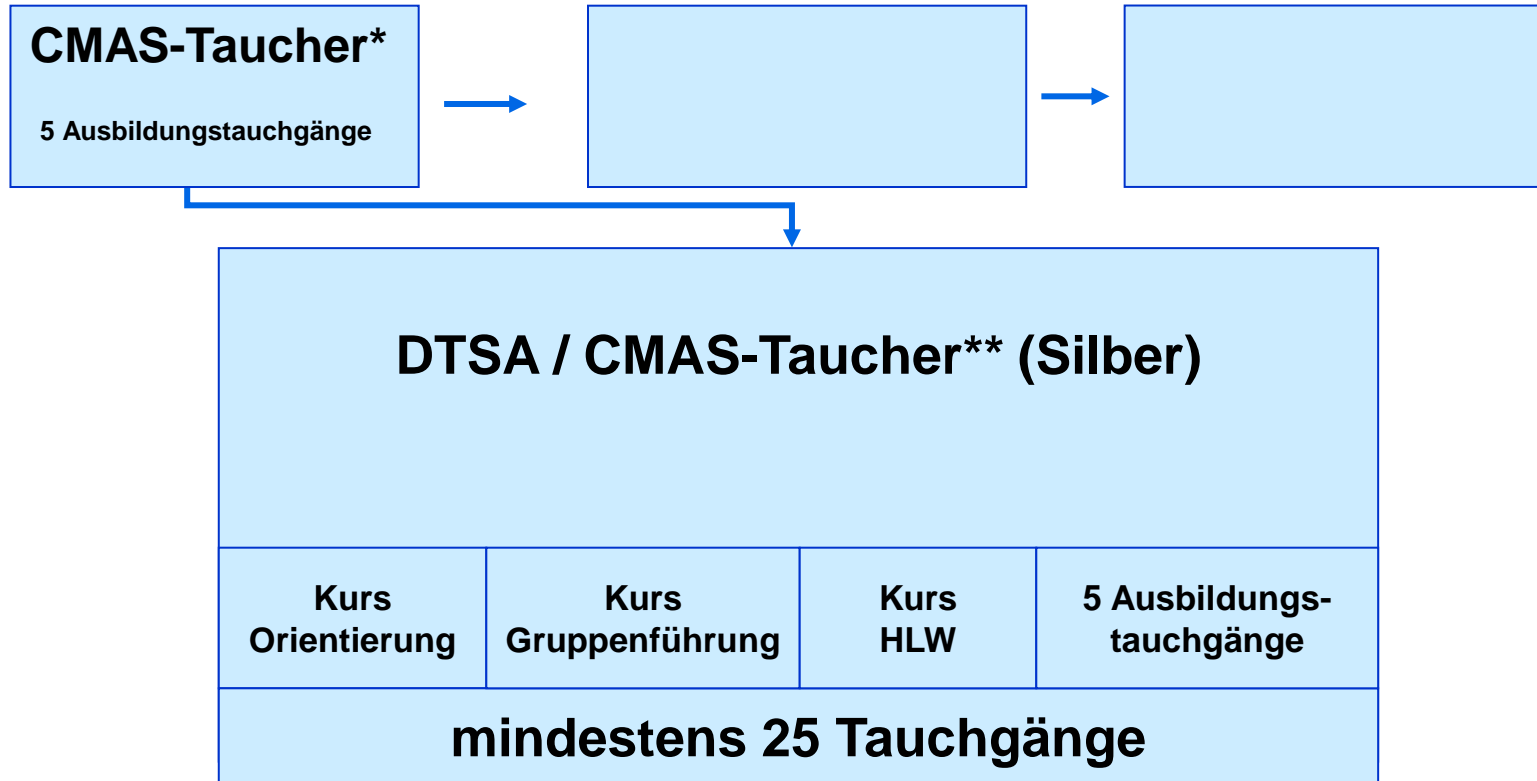 CMAS-Taucher*
5 Ausbildungstauchgänge
DTSA / CMAS-Taucher** (Silber)
Kurs
Orientierung
Kurs
Gruppenführung
Kurs
HLW
5 Ausbildungs-
tauchgänge
mindestens 25 Tauchgänge